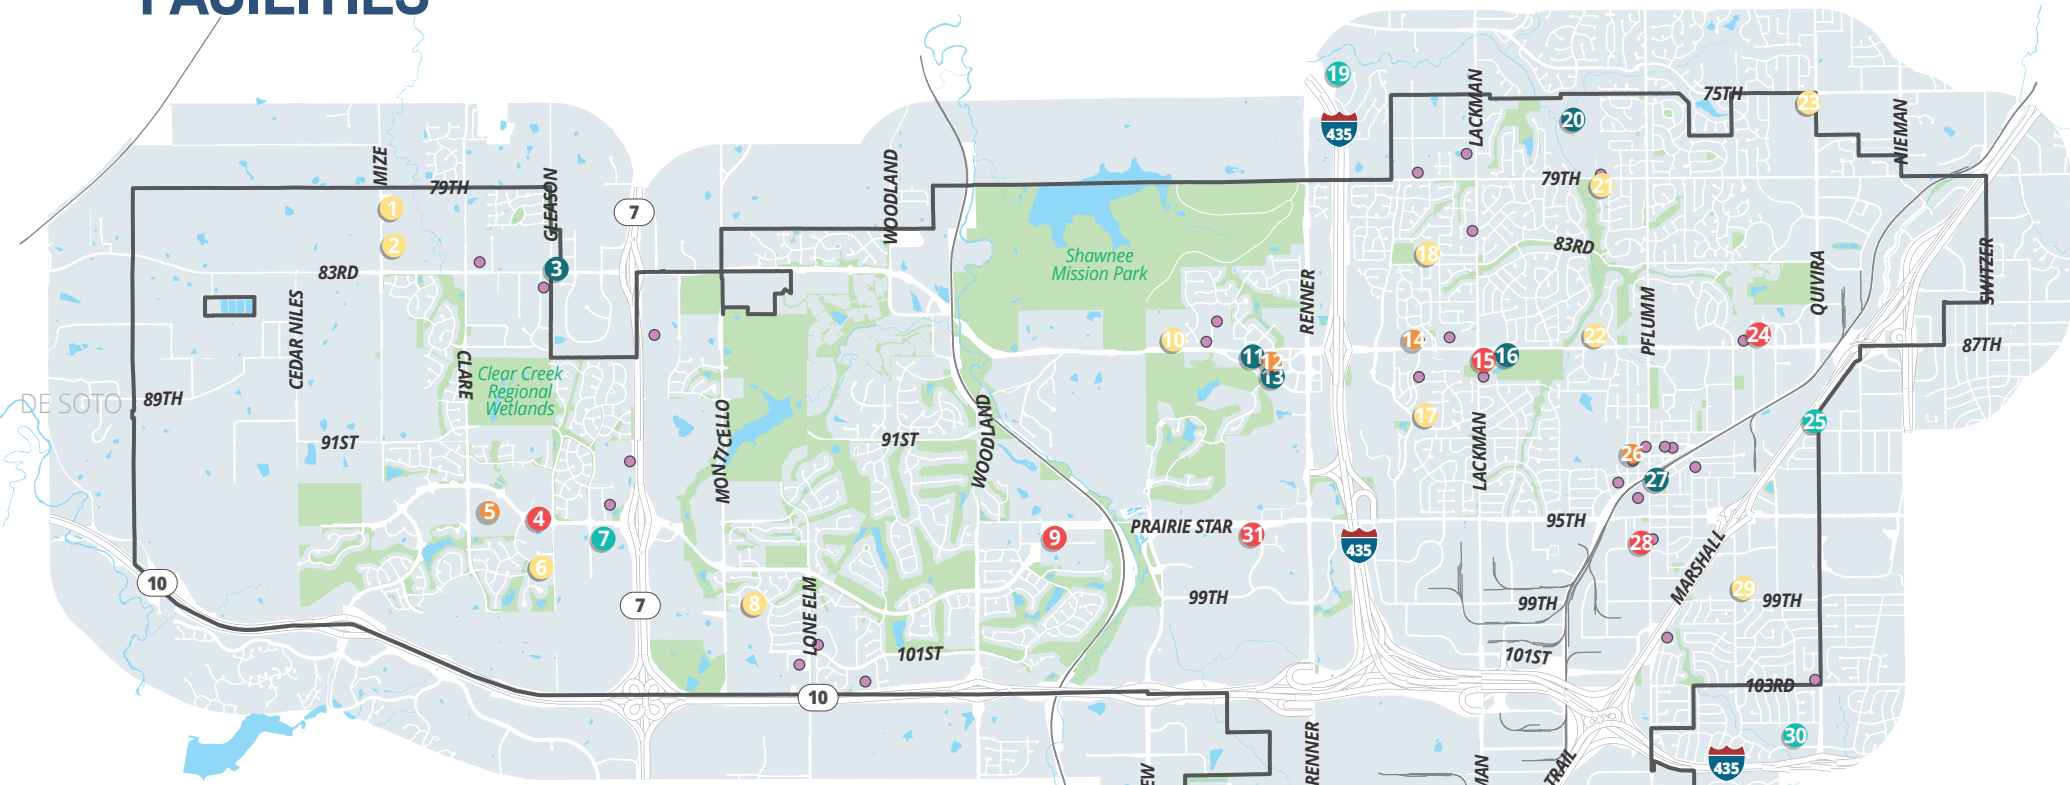 FACILITIES
19
LACKMAN
75TH
23
20
435
NIEMAN
MIZE
79TH
GLEASON
WOODLAND
79TH
21
1
7
2
Shawnee
Mission Park
18
83RD
QUIVIRA
SWITZER
83RD
3
RENNER
CEDAR NILES
PFLUMM
10
14
22
24
87TH
11
12
13
15
16
CLARE
Clear Creek
Regional
Wetlands
DE SOTO
89TH
MONTICELLO
WOODLAND
17
LACKMAN
25
91ST
91ST
26
27
5
4
7
9
PRAIRIE STAR
31
95TH
28
MARSHALL
435
6
10
7
8
LONE ELM
99TH
99TH
29
99TH
101ST
101ST
103RD
10
30
RENNER
TRAIL
435
EW
MAN